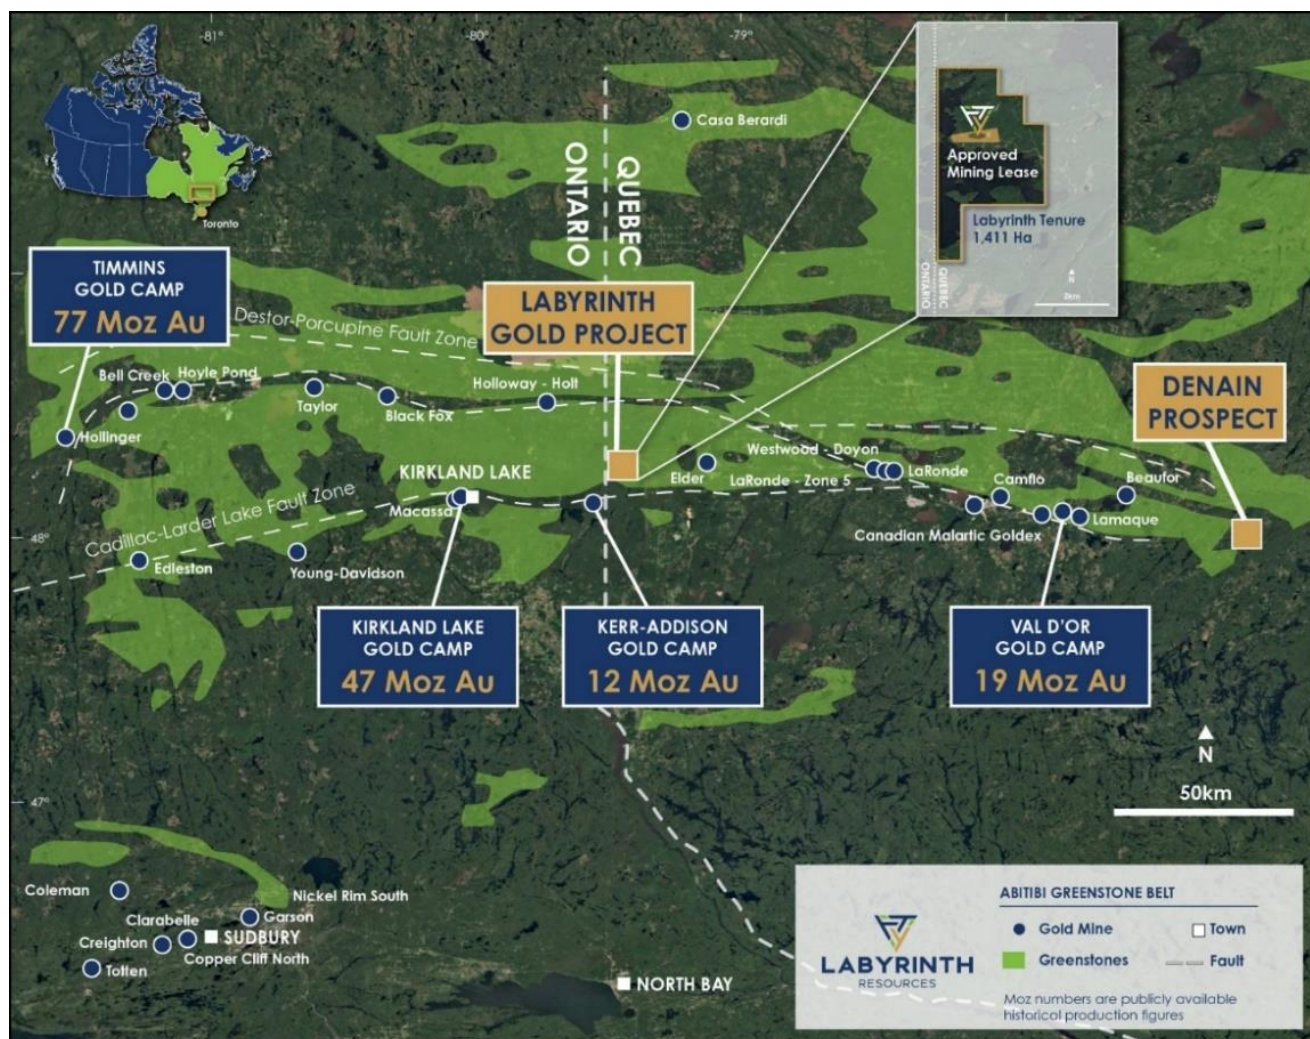 -81°
-80°
-79°
Casa Berardi
ONTARIO
QUEBEC
Toronto
Approved
Mining Lease
Labyrinth Tenure
1,411 Ha
ONTARIO
QUEBEC
N
2km
TIMMINS
GOLD CAMP
77 Moz Au
Destor-Porcupine Fault Zone
LABYRINTH
GOLD PROJECT
DENAIN
PROSPECT
Bell Creek
Hoyle Pond
Taylor
Black Fox
Holloway - Holt
Hollinger
KIRKLAND LAKE
Macassa
Elder
Westwood - Doyon
LaRonde
LaRonde - Zone 5
Camflo
Beaufor
Canadian Malartic
Goldex
Lamaque
Cadillac-Larder Lake Fault Zone
48°
Edleston
Young-Davidson
KIRKLAND LAKE
GOLD CAMP
47 Moz Au
KERR-ADDISON
GOLD CAMP
12 Moz Au
VAL D'OR
GOLD CAMP
19 Moz Au
N
50km
47°
Coleman
Nickel Rim South
Clarabelle
Garson
Creighton
SUDBURY
Copper Cliff North
Totten
NORTH BAY
LABYRINTH
RESOURCES
ABITIBI GREENSTONE BELT
Gold Mine
Town
Greenstones
Fault
Moz numbers are publicly available
historical production figures